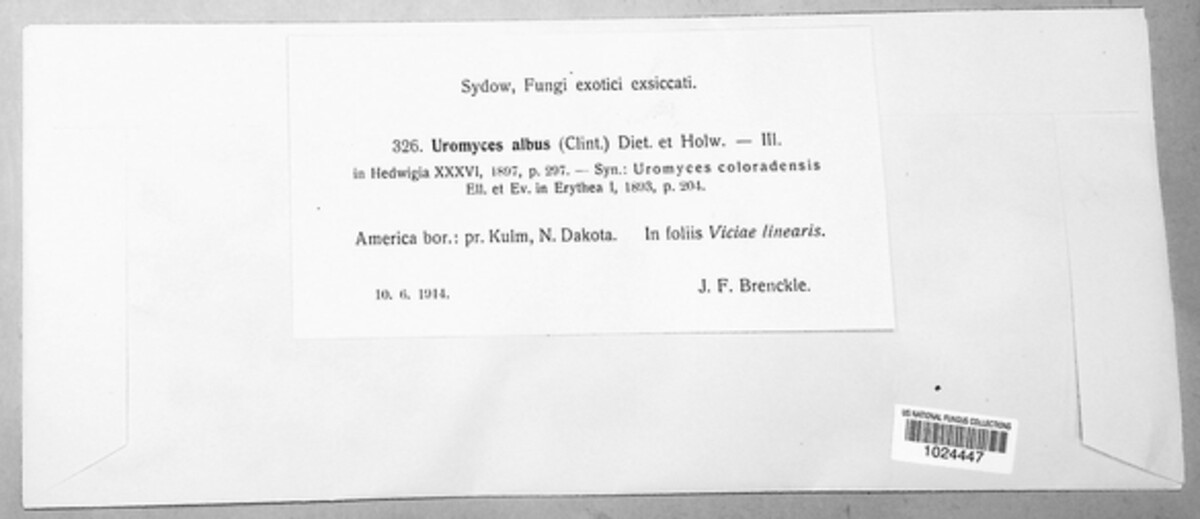 Sydow, Fungi exotici exsiccati.
326. Uromyces albus (Clint.) Diet. et Holw. — III.
in Hedwigia XXXVI, 1897, p. 297. — Syn.: Uromyces coloradensis
Ell. et Ev. in Erythea I, 1893, p. 204.
America bor.: pr. Kulm, N. Dakota. In foliis Viciae linearis.
10. 6. 1914. J. F. Brenckle.
US NATIONAL FUNGUS COLLECTIONS
1024447